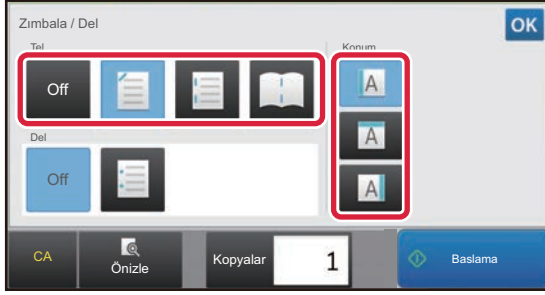 Zımbala / Del
OK
Tel
Konum
Off
A
A
A
Del
Off
CA
Önizle
Kopyalar
1
Baslama